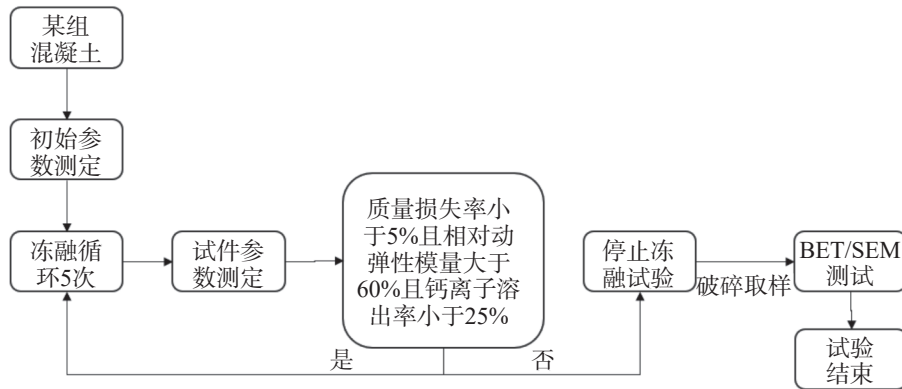 某组
混凝土
初始参
数测定
冻融循
环5次
试件参
数测定
质量损失率小
于5%且相对动
弹性模量大于
60%且钙离子溶
出率小于25%
停止冻
融试验
破碎取样
BET/SEM
测试
试验
结束
是
否